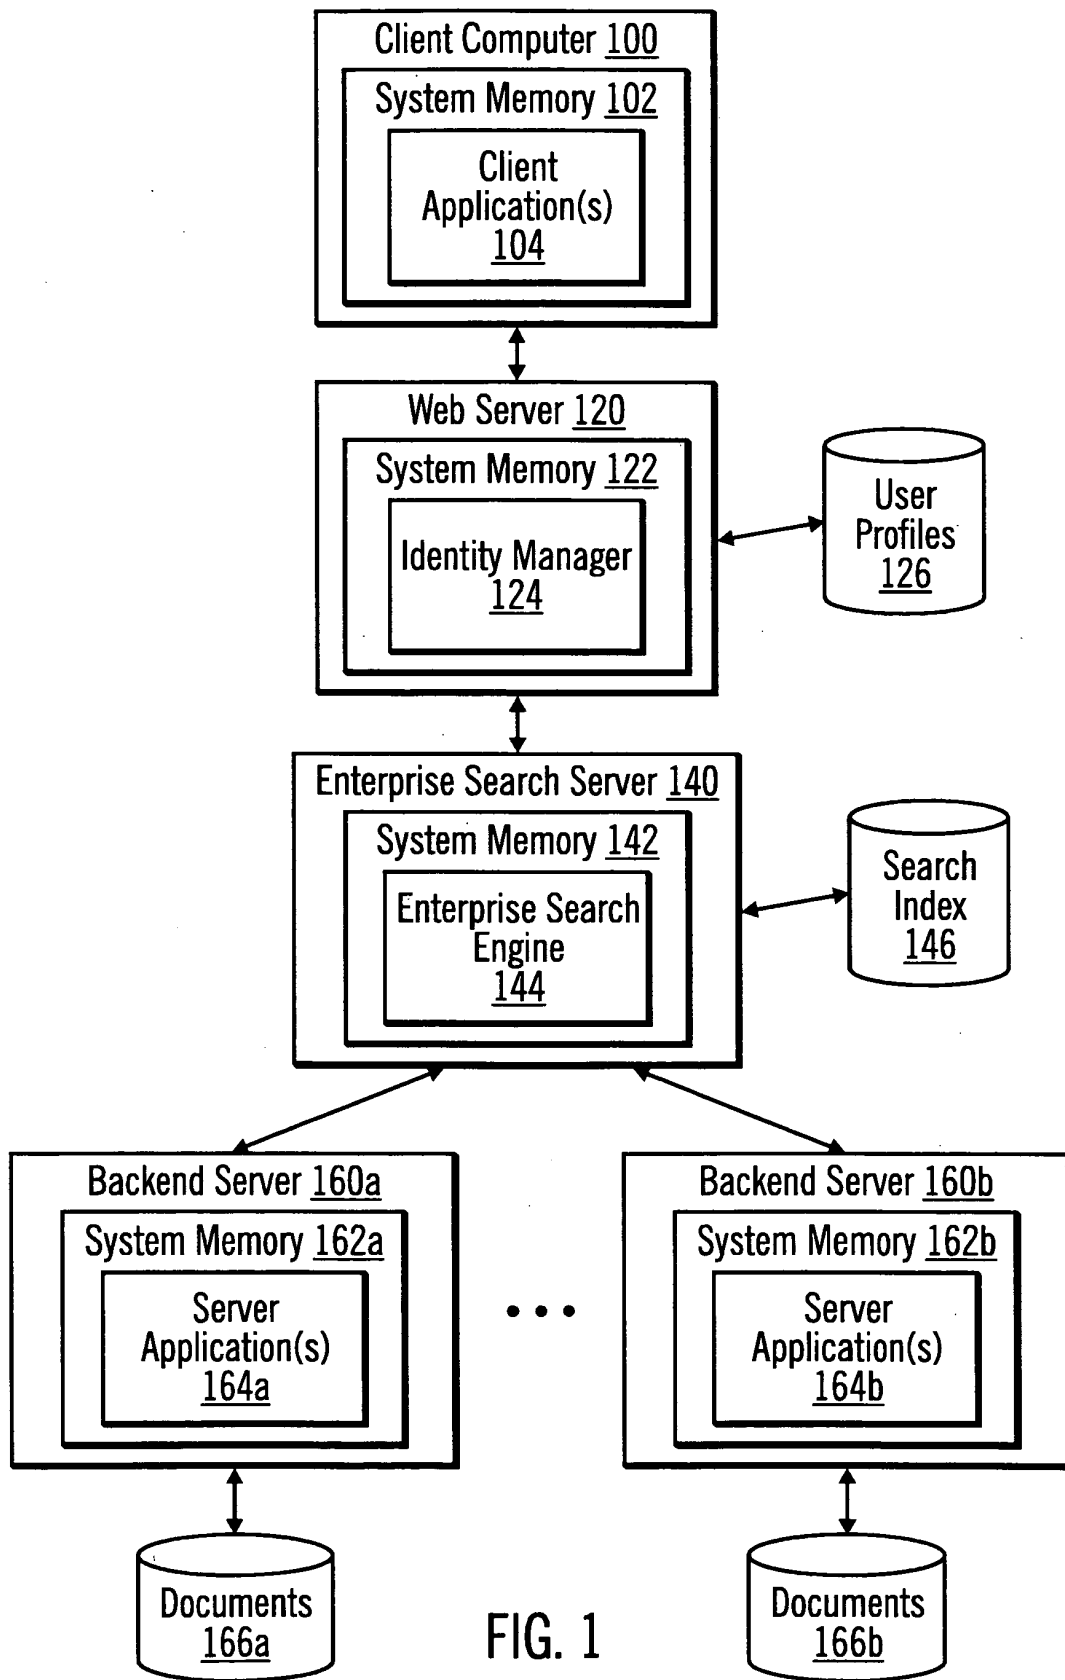 Client Computer 100
System Memory 102
Client
Application(s)
104
Web Server 120
System Memory 122
Identity Manager
124
User
Profiles
126
Enterprise Search Server 140
System Memory 142
Enterprise Search
Engine
144
Search
Index
146
Backend Server 160a
System Memory 162a
Server
Application(s)
164a
Backend Server 160b
System Memory 162b
Server
Application(s)
164b
Documents
166a
Documents
166b
FIG. 1